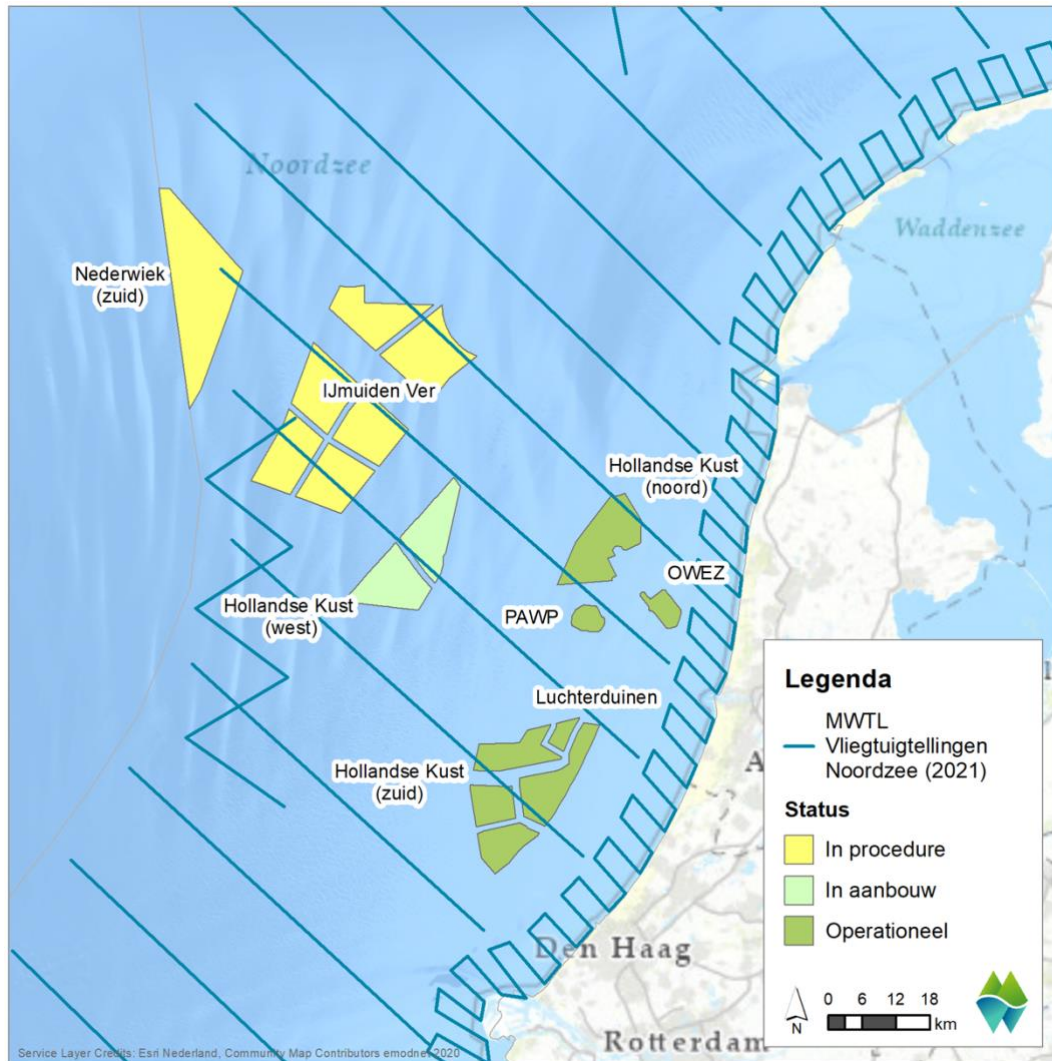 Noordzee
Waddenzee
Nederwiek
(zuid)
IJmuiden Ver
Hollandse Kust
(noord)
OWEZ
Hollandse Kust
(west)
PAWP
Luchterduinen
Hollandse Kust
(zuid)
Den Haag
Rotterdam
A
Legenda
MWTL
Vliegtuigtellingen
Noordzee (2021)
Status
In procedure
In aanbouw
Operationeel
N
0 6 12 18
km
Service Layer Credits: Esri Nederland, Community Map Contributors emodnet 2020